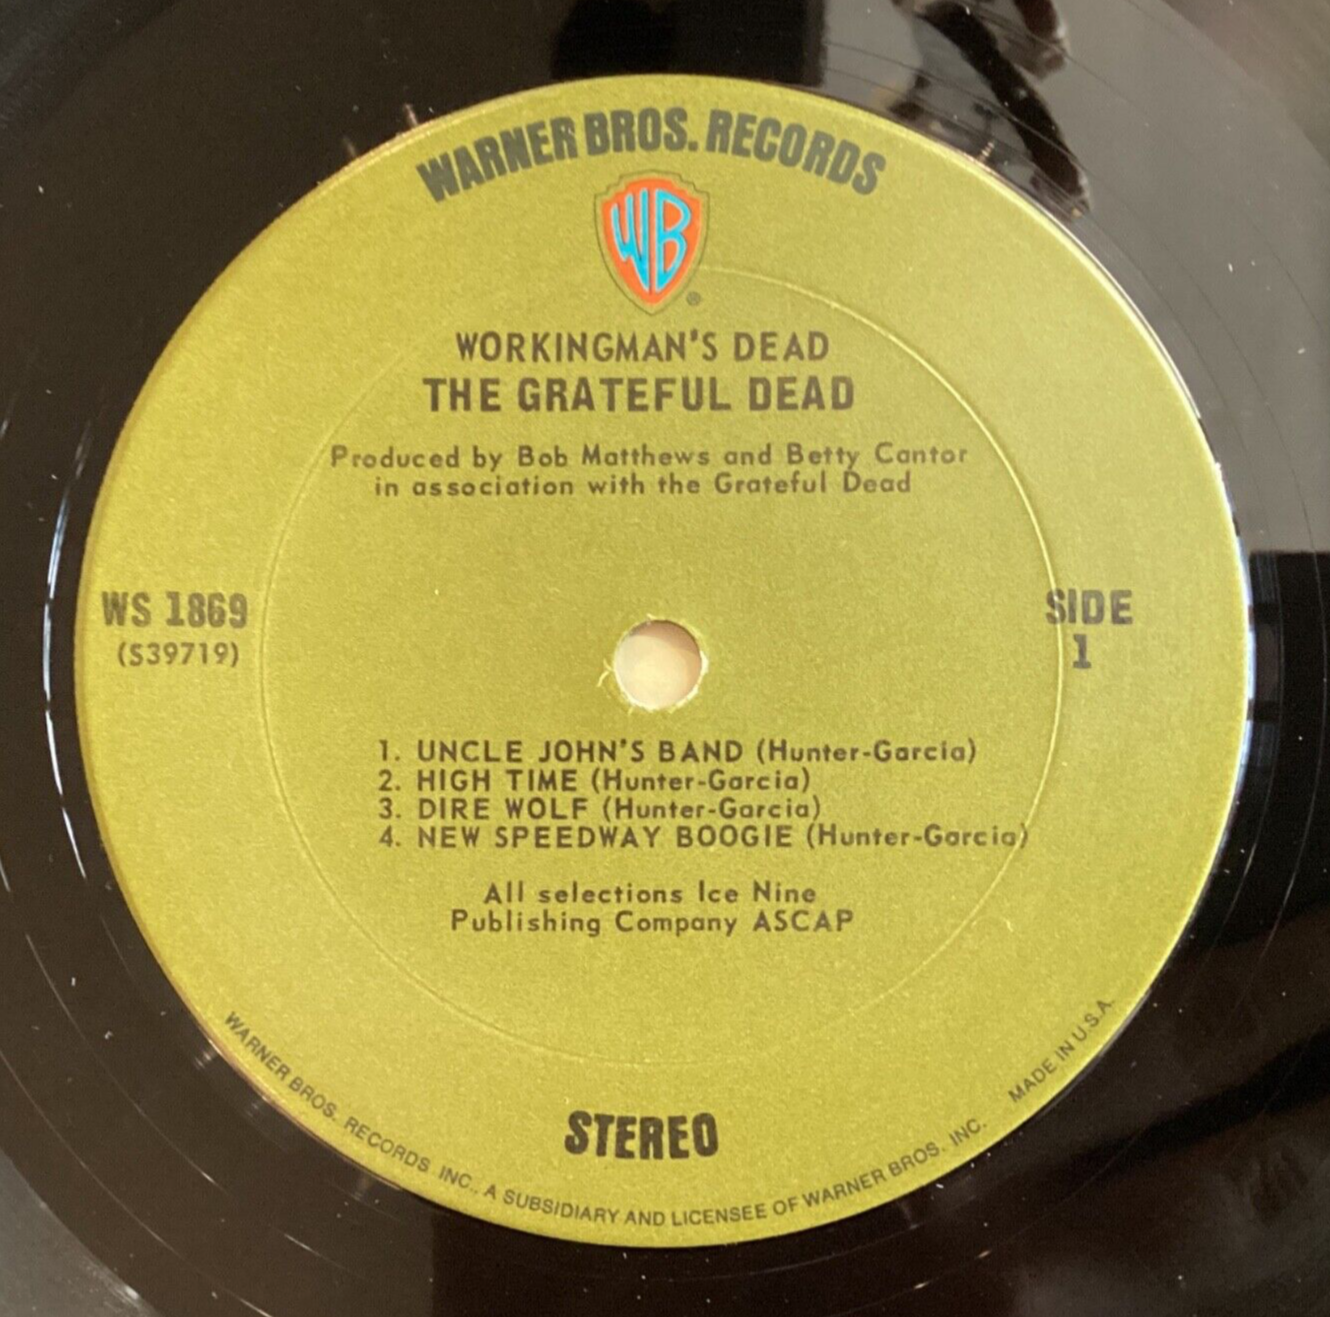 WARNER BROS. RECORDS
WB
®
WORKINGMAN'S DEAD
THE GRATEFUL DEAD
Produced by Bob Matthews and Betty Cantor
in association with the Grateful Dead
WS 1869
(S39719)
SIDE
1
1. UNCLE JOHN'S BAND (Hunter-Garcia)
2. HIGH TIME (Hunter-Garcia)
3. DIRE WOLF (Hunter-Garcia)
4. NEW SPEEDWAY BOOGIE (Hunter-Garcia)
All selections Ice Nine
Publishing Company ASCAP
STEREO
WARNER BROS. RECORDS INC., A SUBSIDIARY AND LICENSEE OF WARNER BROS. INC. MADE IN U.S.A.